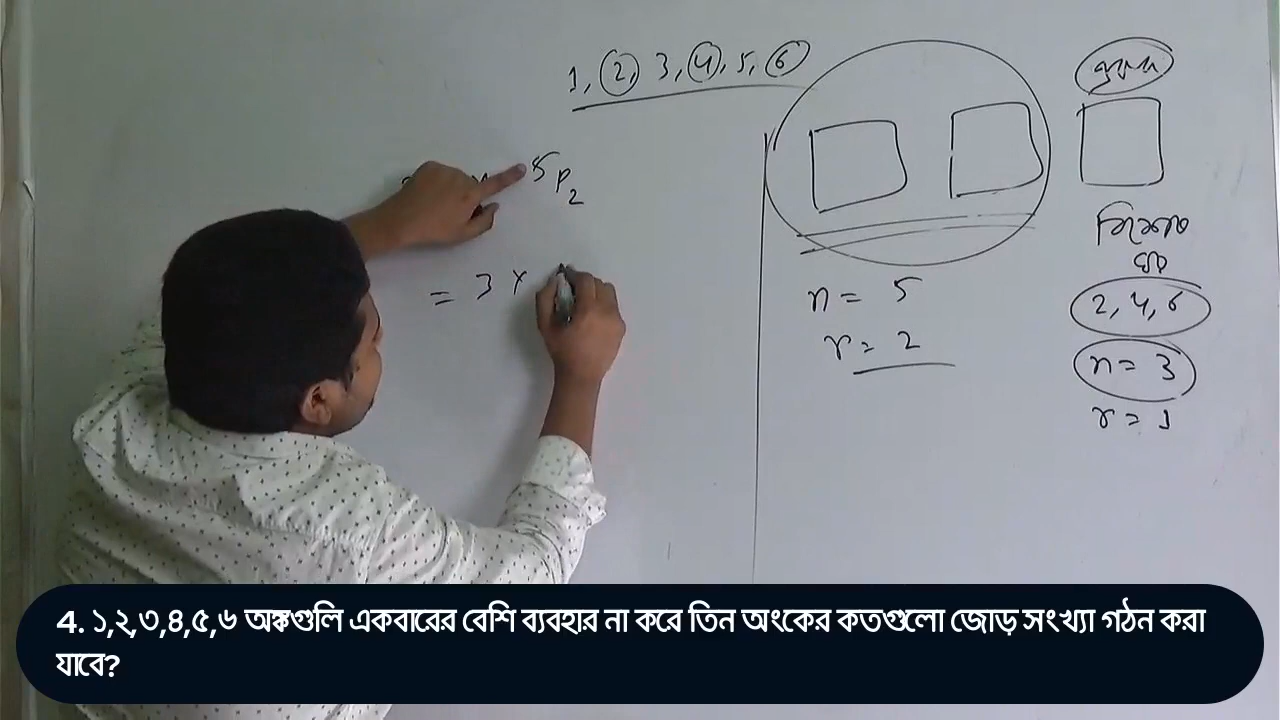 1, 2, 3, 4, 5, 6
একক
5P2
= 3 ×
n = 5
r = 2
বিশেষ
2, 4, 6
n = 3
r = 1
4. ১,২,৩,৪,৫,৬ অঙ্কগুলি একবারের বেশি ব্যবহার না করে তিন অংকের কতগুলো জোড় সংখ্যা গঠন করা
যাবে?